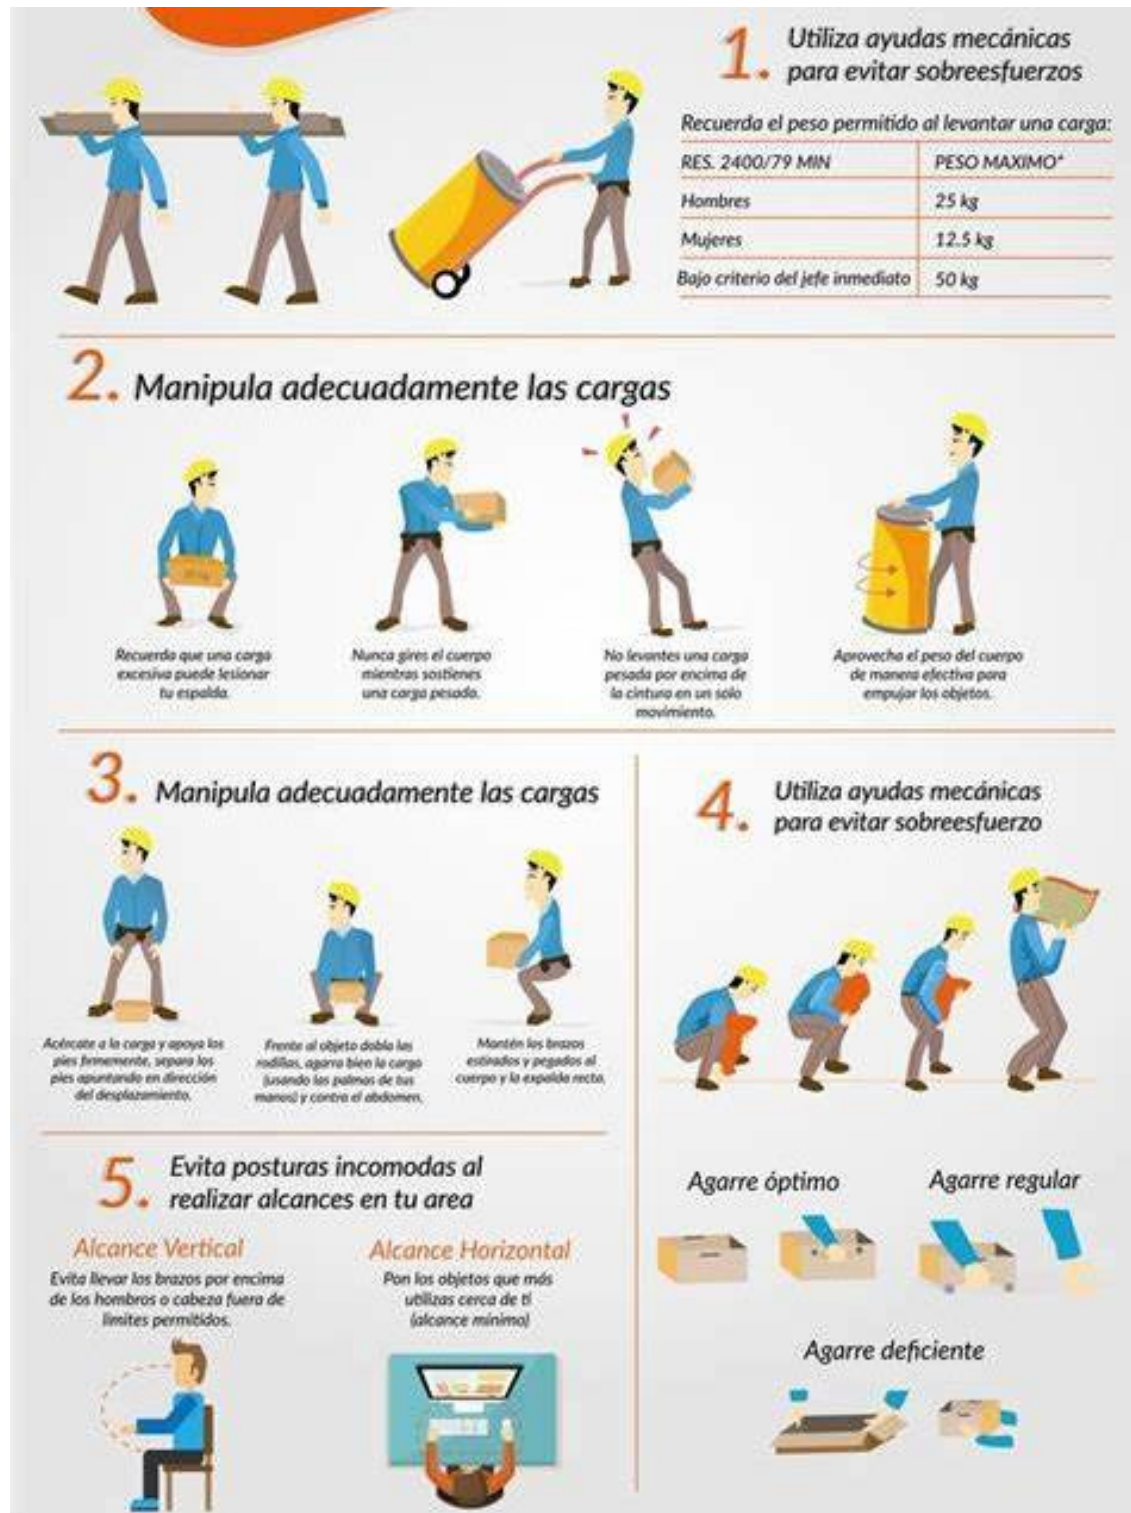 1.
Utiliza ayudas mecánicas
para evitar sobreesfuerzos
Recuerda el peso permitido al levantar una carga:
RES. 2400/79 MIN PESO MAXIMO*
Hombres 25 kg
Mujeres 12.5 kg
Bajo criterio del jefe inmediato 50 kg
2. Manipula adecuadamente las cargas
Recuerda que una carga
excesiva puede lesionar
tu espalda.
Nunca gires el cuerpo
mientras sostienes
una carga pesada.
No levantes una carga
pesada por encima de
la cintura en un solo
movimiento.
Aprovecha el peso del cuerpo
de manera efectiva para
empujar los objetos.
3. Manipula adecuadamente las cargas
Acércate a la carga y apoya los
pies firmemente, separa los
pies apuntando en dirección
del desplazamiento.
Frente al objeto dobla las
rodillas, agarra bien la carga
(usando las palmas de tus
manos) y contra el abdomen.
Mantén los brazos
estirados y pegados al
cuerpo y la espalda recta.
4.
Utiliza ayudas mecánicas
para evitar sobreesfuerzo
Agarre óptimo
Agarre regular
Agarre deficiente
5.
Evita posturas incomodas al
realizar alcances en tu area
Alcance Vertical
Evita llevar los brazos por encima
de los hombros o cabeza fuera de
limites permitidos.
Alcance Horizontal
Pon los objetos que más
utilizas cerca de ti
(alcance minimo)